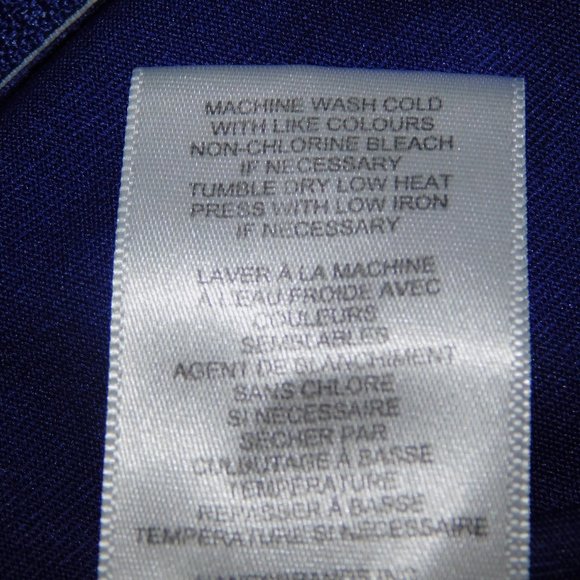 MACHINE WASH COLD
WITH LIKE COLOURS
NON-CHLORINE BLEACH
IF NECESSARY
TUMBLE DRY LOW HEAT
PRESS WITH LOW IRON
IF NECESSARY
LAVER À LA MACHINE
À L'EAU FROIDE AVEC
COULEURS
SEMBLABLES
AGENT DE BLANCHIMENT
SANS CHLORE
SI NÉCESSAIRE
SÉCHER PAR
CULBUTAGE À BASSE
TEMPÉRATURE
REPASSER À BASSE
TEMPÉRATURE SI NÉCESSAIRE